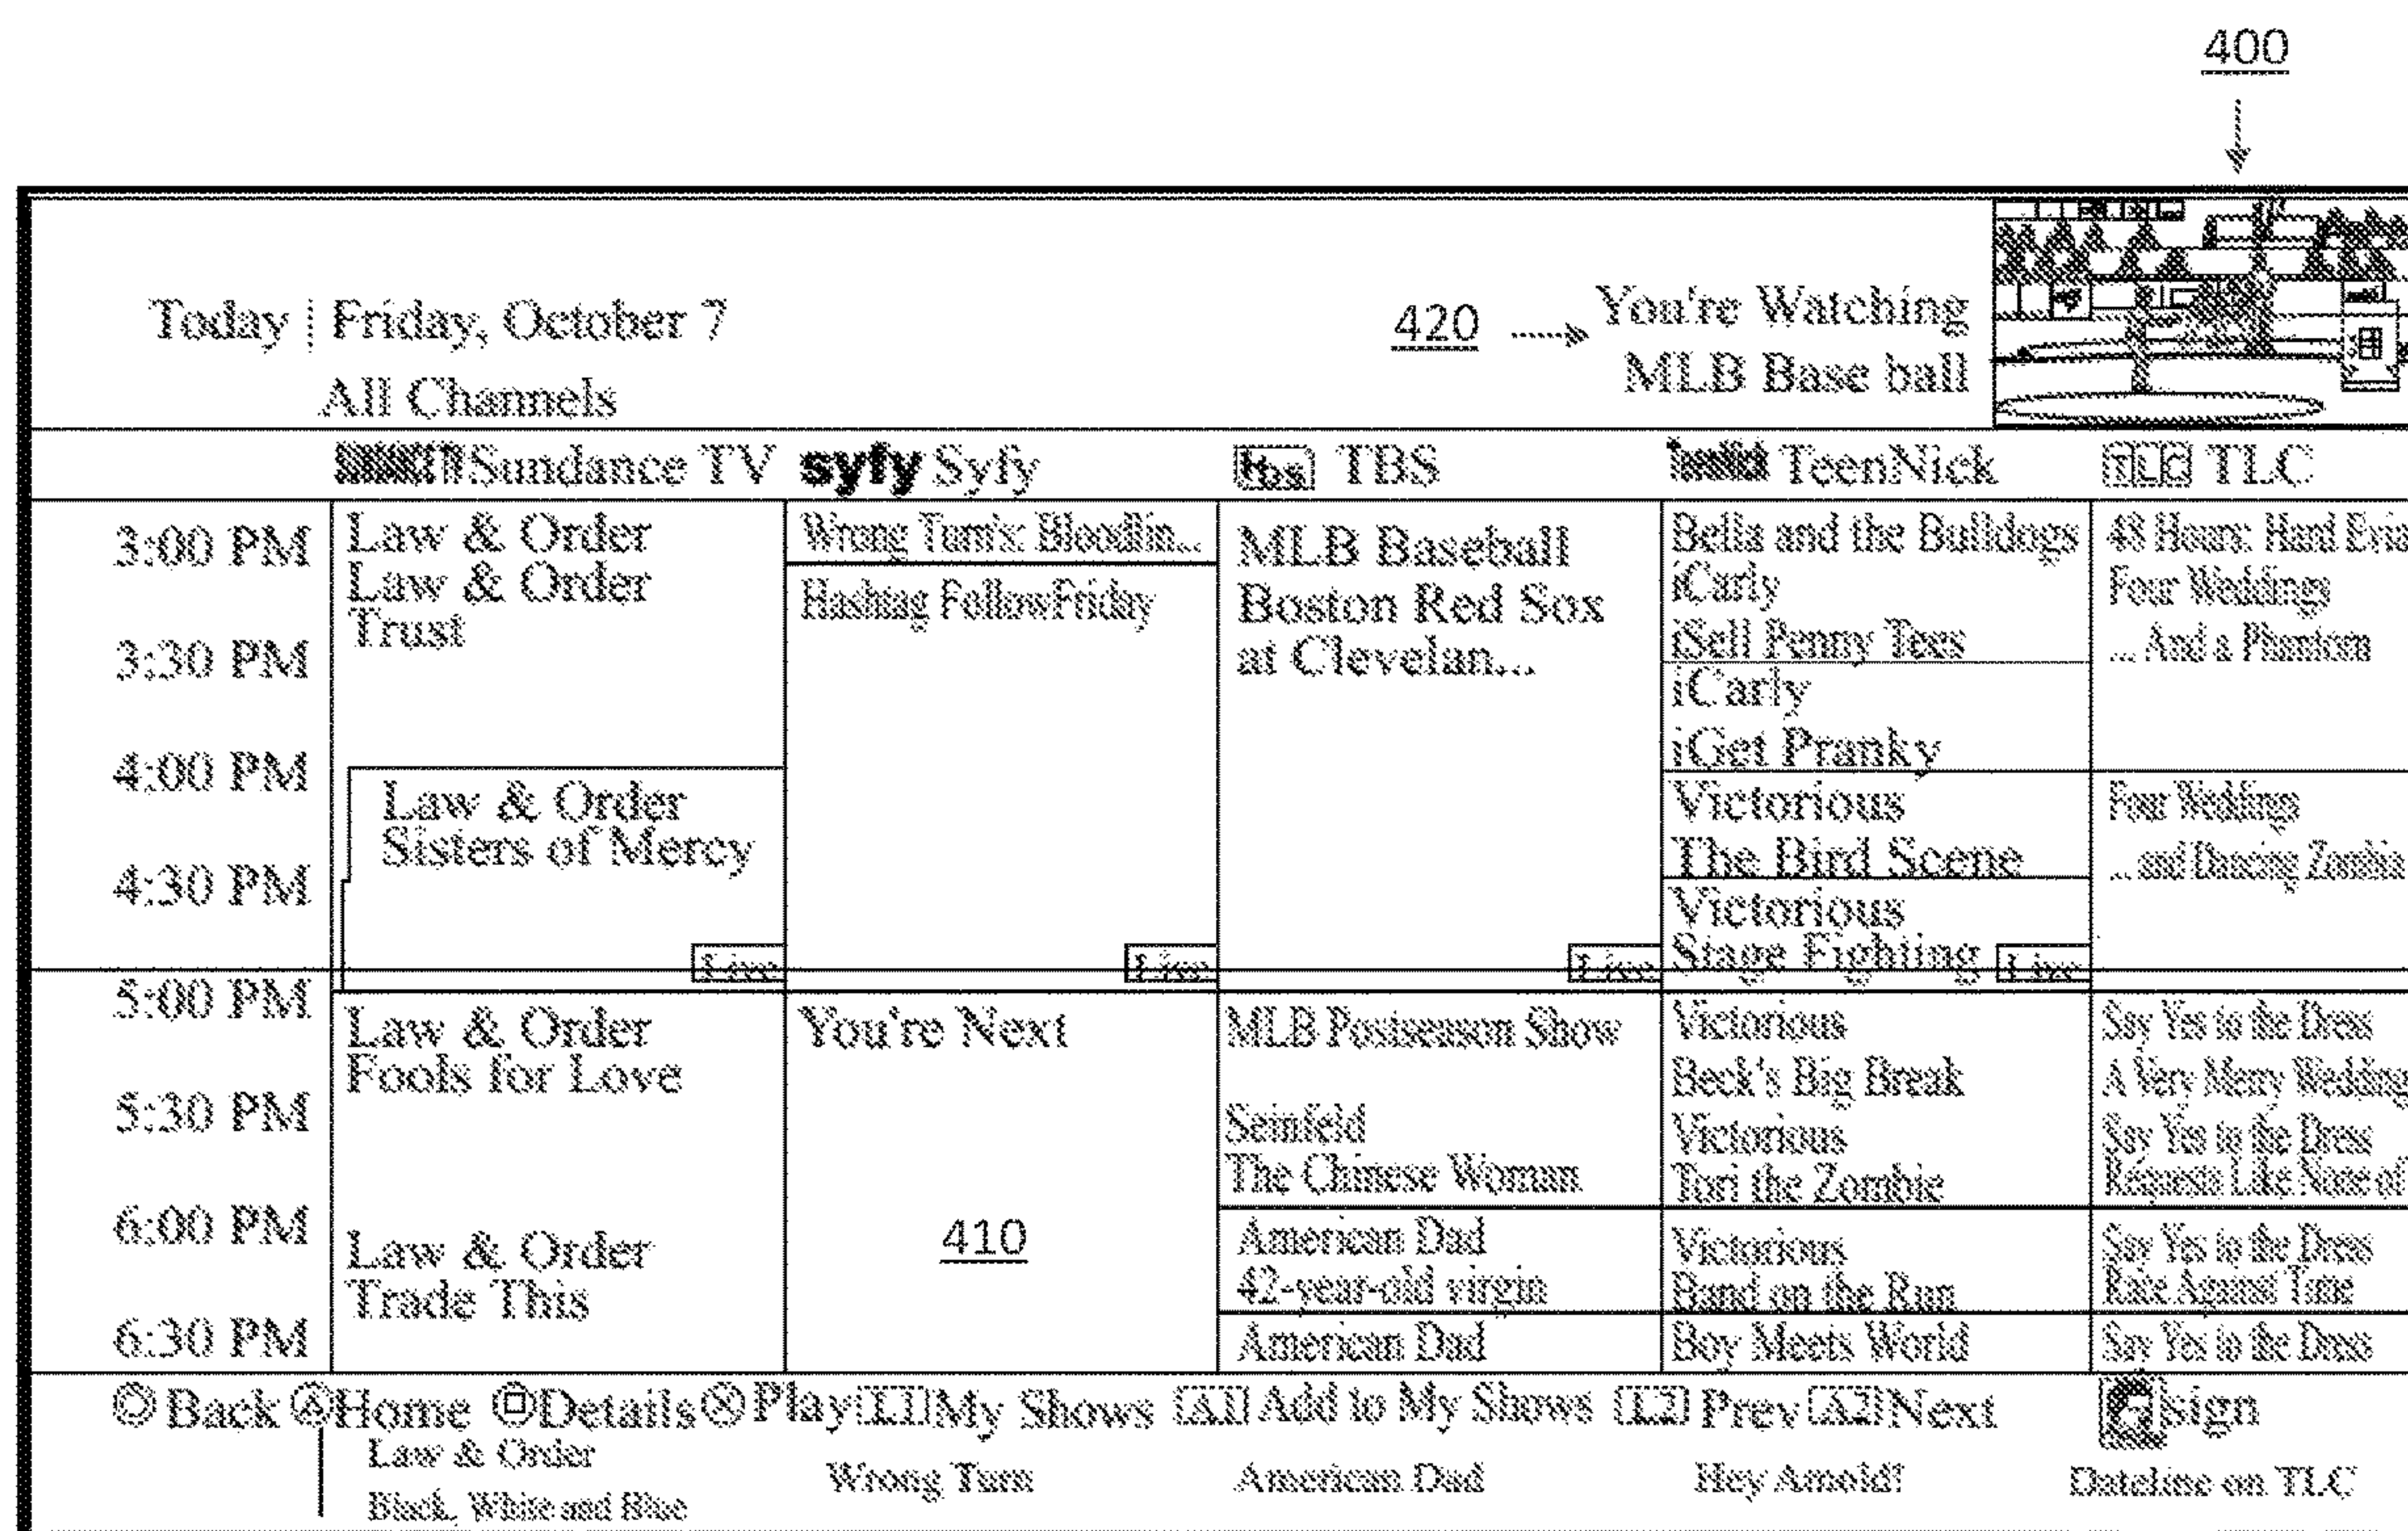 400
Today Friday, October 7
All Channels
420
You're Watching
MLB Base ball
Sundance TV
syfy Syfy
tbs TBS
TeenNick
TLC TLC
3:00 PM
3:30 PM
4:00 PM
4:30 PM
5:00 PM
5:30 PM
6:00 PM
6:30 PM
Law & Order
Law & Order
Trust
Law & Order
Sisters of Mercy
Live
Law & Order
Fools for Love
Law & Order
Trade This
Wrong Turn's: Bloodlin...
Hashtag FollowFriday
Live
You're Next
410
MLB Baseball
Boston Red Sox
at Clevelan...
Live
MLB Postseason Show
Seinfeld
The Chinese Woman
American Dad
42-year-old virgin
American Dad
Bella and the Bulldogs
iCarly
iSell Penny Tees
iCarly
iGet Pranky
Victorious
The Bird Scene
Victorious
Stage Fighting
Live
Victorious
Beck's Big Break
Victorious
Tori the Zombie
Victorious
Band on the Run
Boy Meets World
48 Hours: Hard Evid
Four Weddings
... And a Phantom
Four Weddings
... and Dancing Zombie
Say Yes to the Dress
A Very Merry Wedding
Say Yes to the Dress
Requests Like None of
Say Yes to the Dress
Race Against Time
Say Yes to the Dress
Back Home Details Play L1 My Shows Add to My Shows L2 Prev Next sign
Law & Order
Black, White and Blue
Wrong Turn
American Dad
Hey Arnold!
Dateline on TLC